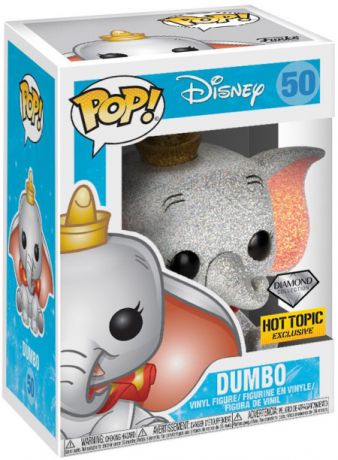 POP!
Disney
50
Funko
DIAMOND
COLLECTION
HOT TOPIC
EXCLUSIVE
DUMBO
50
DUMBO
VINYL FIGURE/ FIGURINE EN VINYLE/
FIGURA DE VINIL